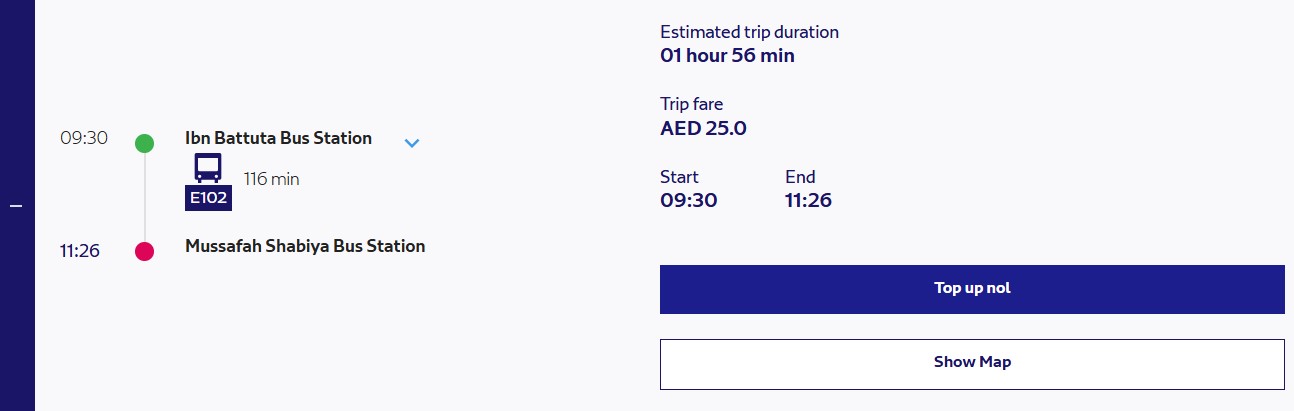 09:30
Ibn Battuta Bus Station
116 min
E102
11:26
Mussafah Shabiya Bus Station
Estimated trip duration
01 hour 56 min
Trip fare
AED 25.0
Start
End
09:30
11:26
Top up nol
Show Map